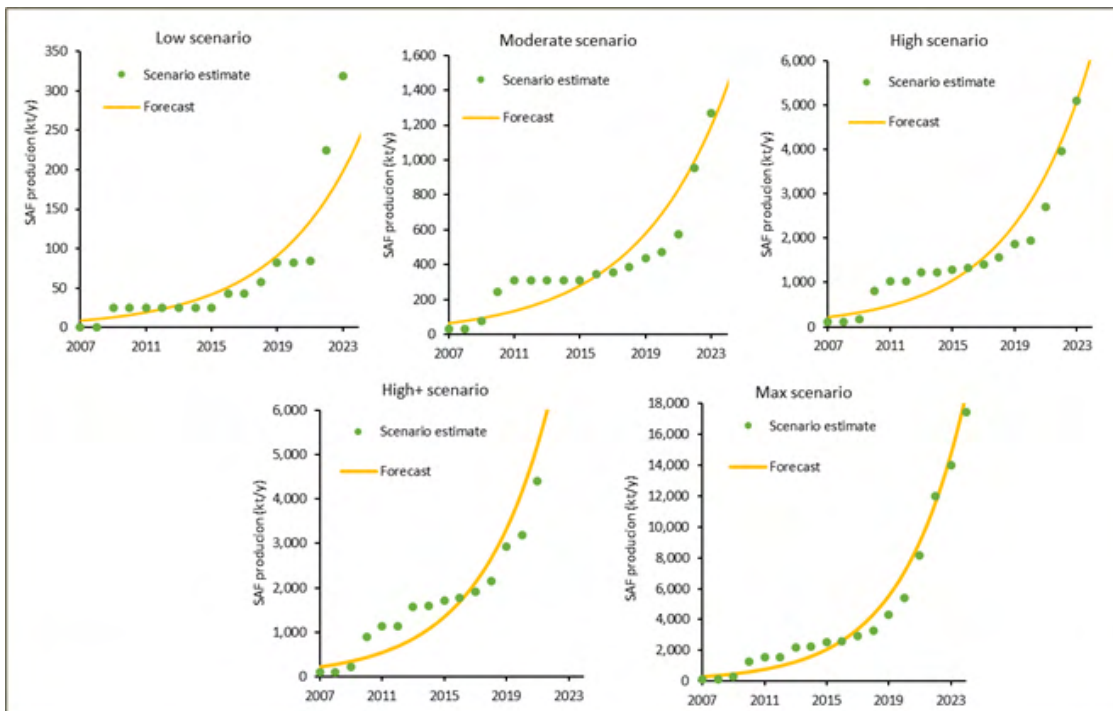 Low scenario
350
300
250
200
150
100
50
0
SAF producion (kt/y)
Scenario estimate
Forecast
2007 2011 2015 2019 2023
Moderate scenario
1,600
1,400
1,200
1,000
800
600
400
200
0
SAF producion (kt/y)
Scenario estimate
Forecast
2007 2011 2015 2019 2023
High scenario
6,000
5,000
4,000
3,000
2,000
1,000
0
SAF producion (kt/y)
Scenario estimate
Forecast
2007 2011 2015 2019 2023
High+ scenario
6,000
5,000
4,000
3,000
2,000
1,000
0
SAF producion (kt/y)
Scenario estimate
Forecast
2007 2011 2015 2019 2023
Max scenario
18,000
16,000
14,000
12,000
10,000
8,000
6,000
4,000
2,000
0
SAF producion (kt/y)
Scenario estimate
Forecast
2007 2011 2015 2019 2023